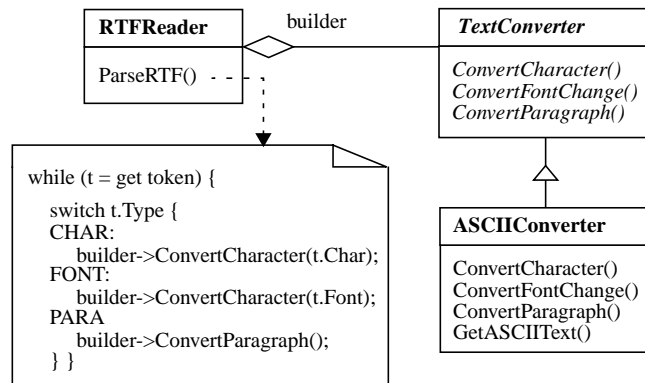 RTFReader
ParseRTF()
builder
TextConverter
ConvertCharacter()
ConvertFontChange()
ConvertParagraph()
while (t = get token) {
switch t.Type {
CHAR:
builder->ConvertCharacter(t.Char);
FONT:
builder->ConvertCharacter(t.Font);
PARA
builder->ConvertParagraph();
} }
ASCIIConverter
ConvertCharacter()
ConvertFontChange()
ConvertParagraph()
GetASCIIText()